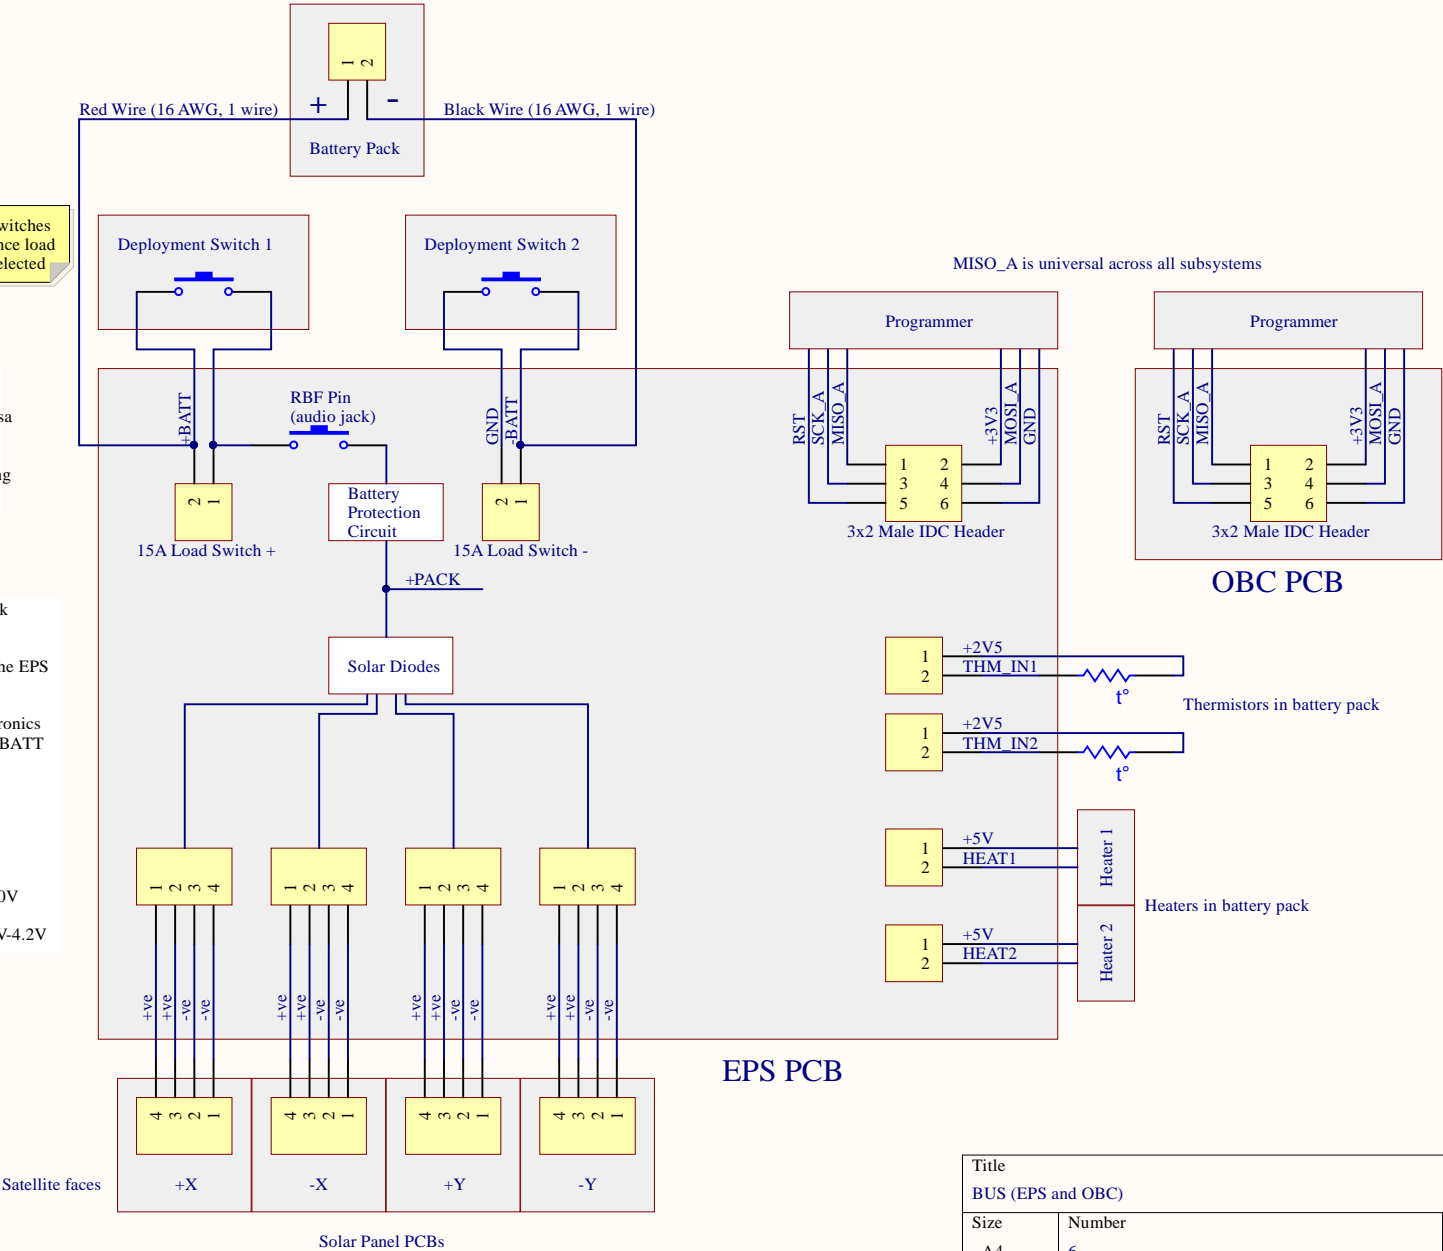 1
2
Red Wire (16 AWG, 1 wire)
+
-
Black Wire (16 AWG, 1 wire)
Battery Pack
witches
nce load
elected
Deployment Switch 1
Deployment Switch 2
MISO_A is universal across all subsystems
Programmer
Programmer
RBF Pin
(audio jack)
+BATT
GND
-BATT
RST
SCK_A
MISO_A
+3V3
MOSI_A
GND
RST
SCK_A
MISO_A
+3V3
MOSI_A
GND
sa
ng
2
1
Battery
Protection
Circuit
2
1
1 2
3 4
5 6
1 2
3 4
5 6
15A Load Switch +
15A Load Switch -
3x2 Male IDC Header
3x2 Male IDC Header
+PACK
OBC PCB
k
he EPS
ronics
BATT
0V
V-4.2V
Solar Diodes
1
2
+2V5
THM_IN1
t°
Thermistors in battery pack
1
2
+2V5
THM_IN2
t°
1
2
+5V
HEAT1
Heater 1
Heaters in battery pack
1
2
+5V
HEAT2
Heater 2
1 2 3 4
1 2 3 4
1 2 3 4
1 2 3 4
+ve +ve -ve -ve
+ve +ve -ve -ve
+ve +ve -ve -ve
+ve +ve -ve -ve
EPS PCB
4 3 2 1
4 3 2 1
4 3 2 1
4 3 2 1
Satellite faces
+X
-X
+Y
-Y
Solar Panel PCBs
Title
BUS (EPS and OBC)
Size
Number
A4
6